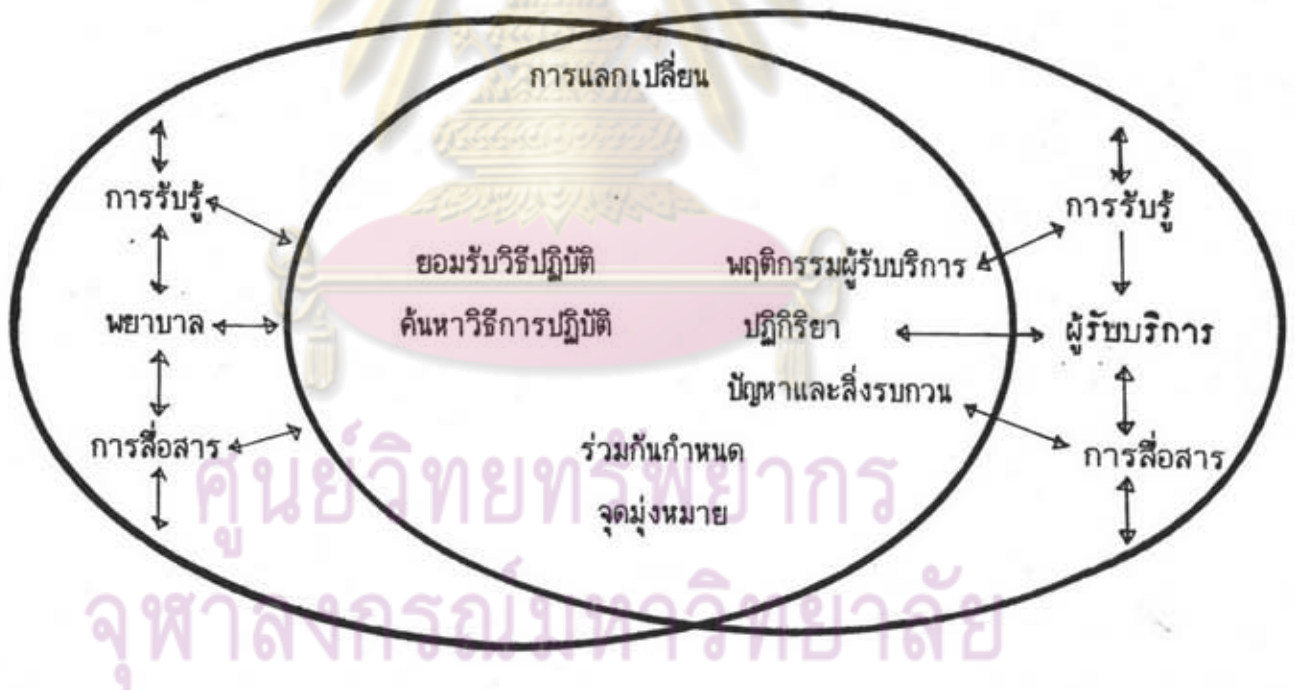 การแลกเปลี่ยน
การรับรู้
การรับรู้
ยอมรับวิธีปฏิบัติ พฤติกรรมผู้รับบริการ
พยาบาล ค้นหาวิธีการปฏิบัติ ปฏิกิริยา ผู้รับบริการ
ปัญหาและสิ่งรบกวน
การสื่อสาร ร่วมกันกำหนด การสื่อสาร
จุดมุ่งหมาย
ศูนย์วิทยทรัพยากร
จุฬาลงกรณ์มหาวิทยาลัย